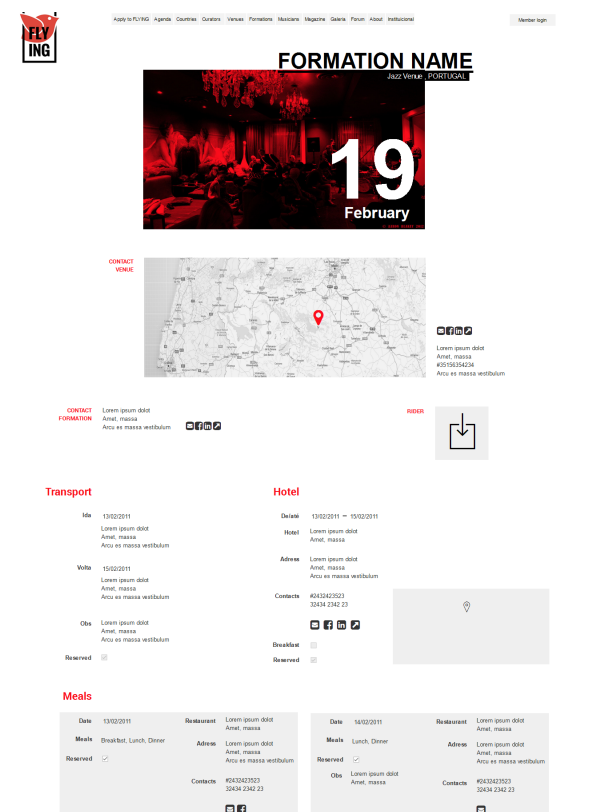 FLY
ING
Apply to FLYING Agenda Countries Curators Venues Formations Musicians Magazine Galeria Forum About Instituicional
Member login
FORMATION NAME
Jazz Venue , PORTUGAL
19
February
CONTACT
VENUE
Lorem ipsum dolot
Amet, massa
#35156354234
Arcu es massa vestibulum
CONTACT
FORMATION
Lorem ipsum dolot
Amet, massa
Arcu es massa vestibulum
RIDER
Transport
Ida 13/02/2011
Lorem ipsum dolot
Amet, massa
Arcu es massa vestibulum
Volta 15/02/2011
Lorem ipsum dolot
Amet, massa
Arcu es massa vestibulum
Obs Lorem ipsum dolot
Amet, massa
Arcu es massa vestibulum
Reserved
Hotel
De/até 13/02/2011 – 15/02/2011
Hotel Lorem ipsum dolot
Amet, massa
Adress Lorem ipsum dolot
Amet, massa
Arcu es massa vestibulum
Contacts #2432423523
32434 2342 23
Breakfast
Reserved
Meals
Date 13/02/2011
Meals Breakfast, Lunch, Dinner
Reserved
Restaurant Lorem ipsum dolot
Amet, massa
Adress Lorem ipsum dolot
Amet, massa
Arcu es massa vestibulum
Contacts #2432423523
32434 2342 23
Date 14/02/2011
Meals Lunch, Dinner
Reserved
Obs Lorem ipsum dolot
Amet, massa
Restaurant Lorem ipsum dolot
Amet, massa
Adress Lorem ipsum dolot
Amet, massa
Arcu es massa vestibulum
Contacts #2432423523
32434 2342 23